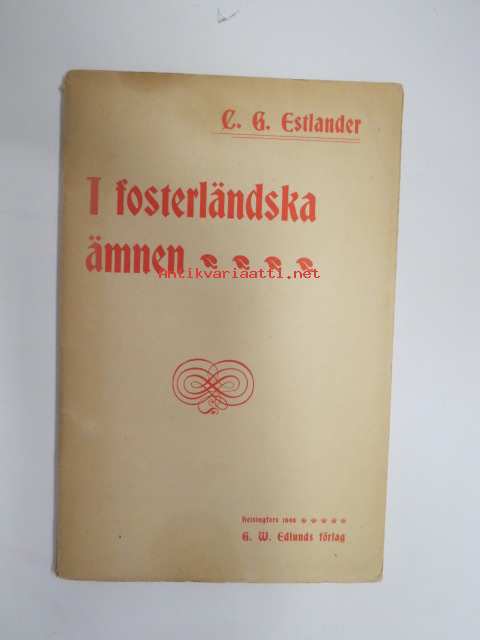 C. G. Estlander
I fosterländska
ämnen
Antikvariaatti.net
Helsingfors
G. W. Edlunds förlag